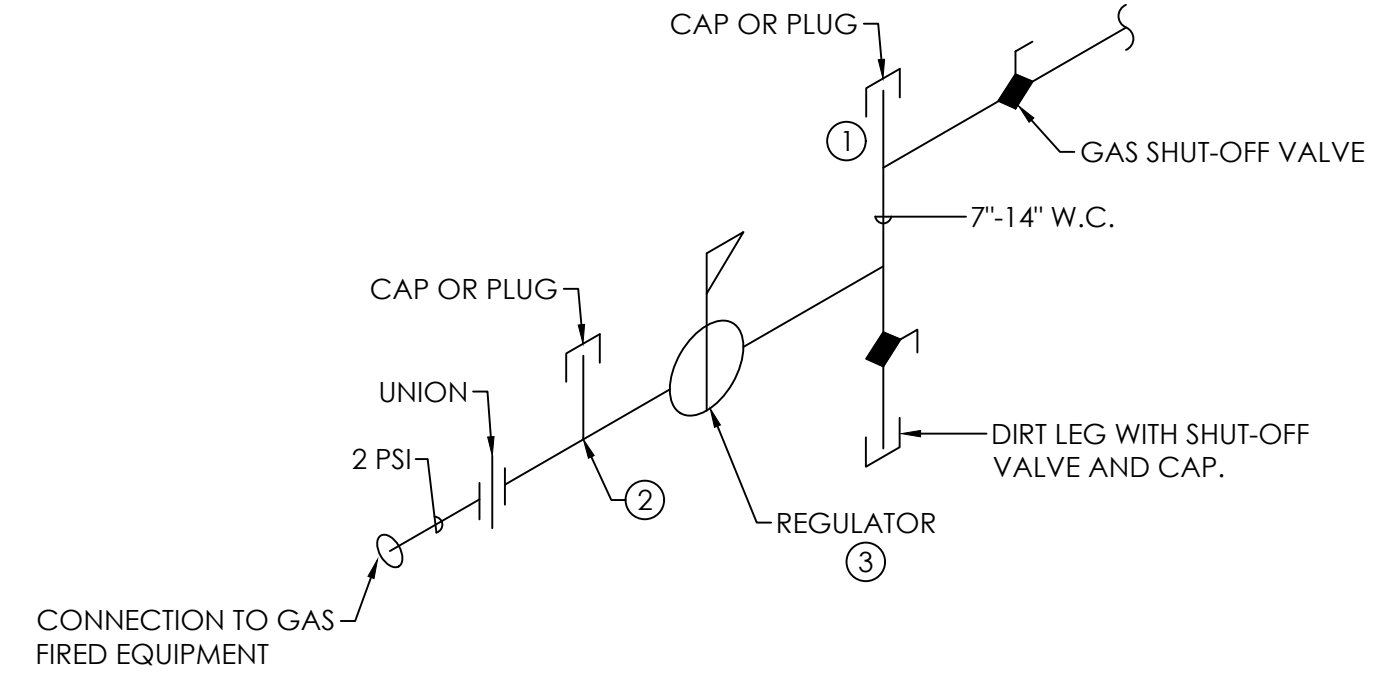 CAP OR PLUG
1
GAS SHUT-OFF VALVE
7"-14" W.C.
CAP OR PLUG
UNION
2 PSI
DIRT LEG WITH SHUT-OFF
VALVE AND CAP.
2
REGULATOR
3
CONNECTION TO GAS
FIRED EQUIPMENT